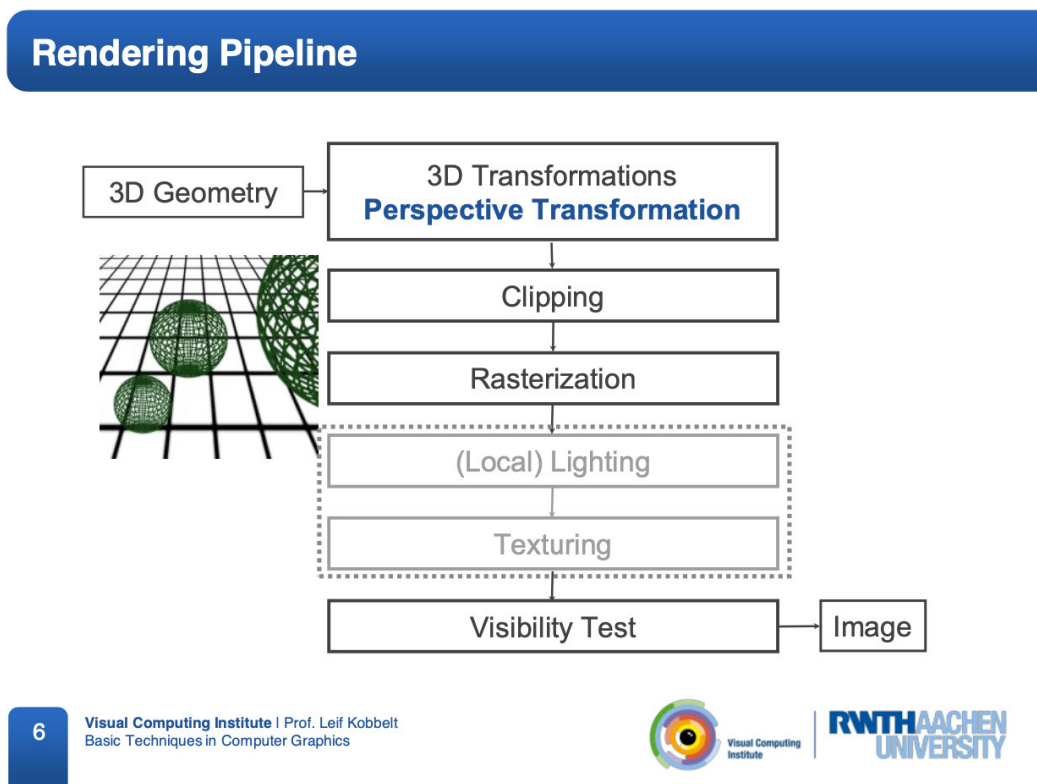 Rendering Pipeline
3D Geometry
3D Transformations
Perspective Transformation
Clipping
Rasterization
(Local) Lighting
Texturing
Visibility Test
Image
6
Visual Computing Institute | Prof. Leif Kobbelt
Basic Techniques in Computer Graphics
Visual Computing
Institute
RWTHAACHEN
UNIVERSITY